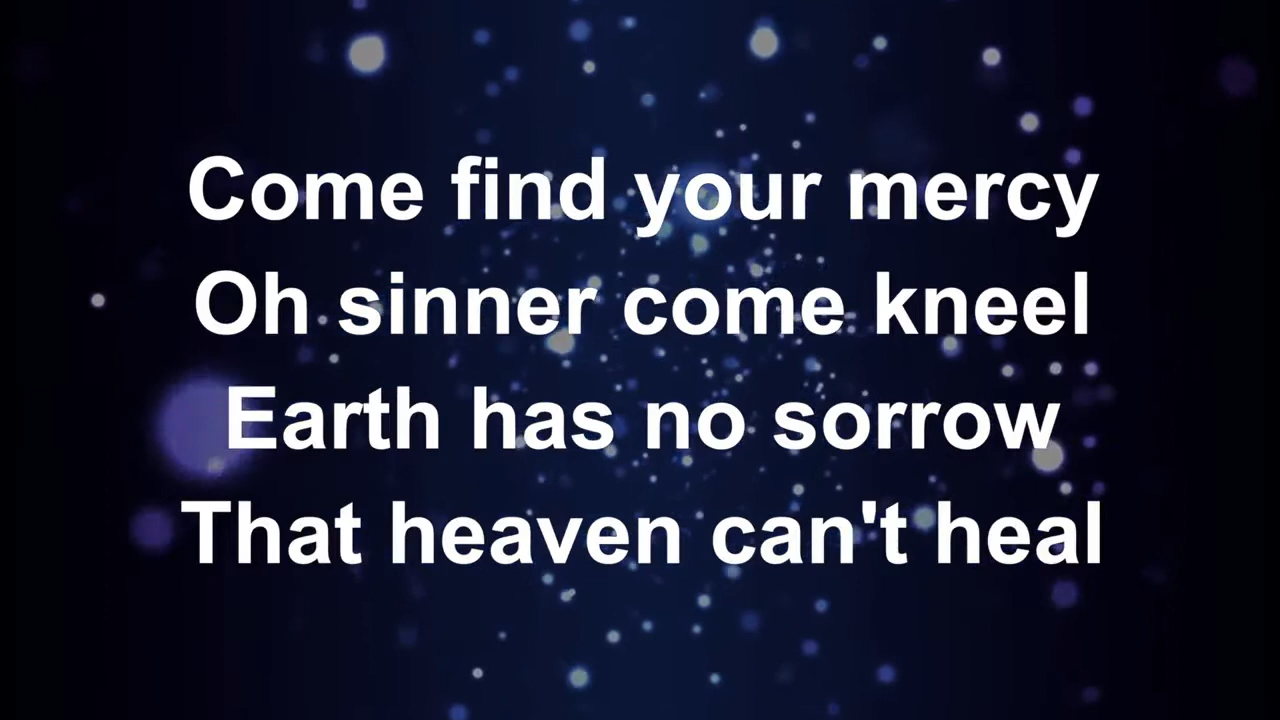 Come find your mercy
Oh sinner come kneel
Earth has no sorrow
That heaven can't heal